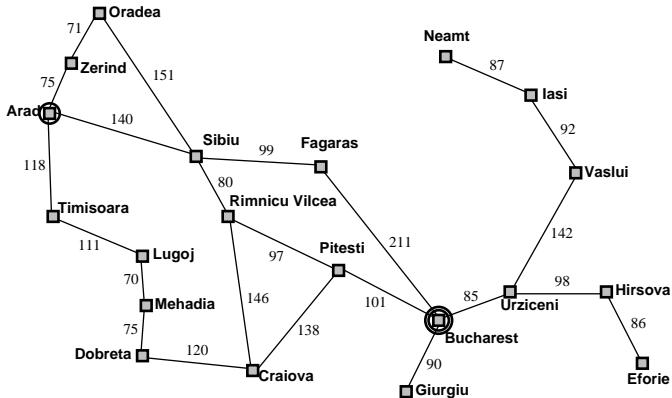 Oradea
71
Neamt
Zerind
87
75
151
Iasi
Arad
140
92
Sibiu
99
Fagaras
118
Vaslui
80
Timisoara
Rimnicu Vilcea
111
211
142
Lugoj
97
Pitesti
70
98
Hirsova
85
Mehadia
146
101
Urziceni
138
86
75
Bucharest
120
Dobreta
90
Craiova
Eforie
Giurgiu